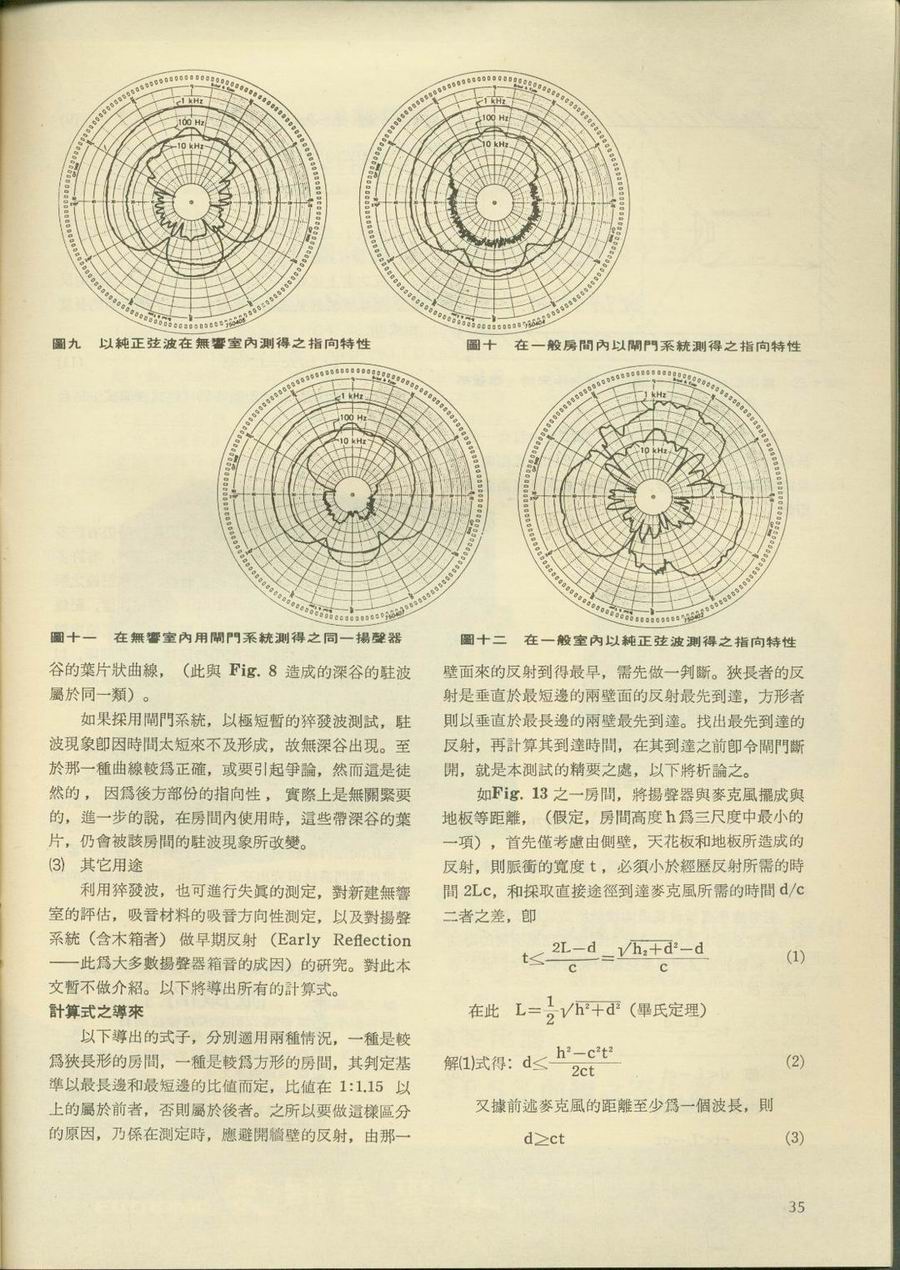 1 kHz
100 Hz
10 kHz
750405
1 kHz
100 Hz
10 kHz
750404
圖九　以純正弦波在無響室內測得之指向特性
圖十　在一般房間內以閘門系統測得之指向特性
1 kHz
100 Hz
10 kHz
750407
1 kHz
10 kHz
750402
圖十一　在無響室內用閘門系統測得之同一揚聲器
圖十二　在一般室內以純正弦波測得之指向特性
谷的葉片狀曲線，（此與 Fig. 8 造成的深谷的駐波
屬於同一類）。
如果採用閘門系統，以極短暫的猝發波測試，駐
波現象卽因時間太短來不及形成，故無深谷出現。至
於那一種曲線較爲正確，或要引起爭論，然而這是徒
然的，因爲後方部份的指向性，實際上是無關緊要
的，進一步的說，在房間內使用時，這些帶深谷的葉
片，仍會被該房間的駐波現象所改變。
⑶　其它用途
利用猝發波，也可進行失眞的測定，對新建無響
室的評估，吸音材料的吸音方向性測定，以及對揚聲
系統（含木箱者）做早期反射（Early Reflection
——此爲大多數揚聲器箱音的成因）的硏究。對此本
文暫不做介紹。以下將導出所有的計算式。
計算式之導來
以下導出的式子，分別適用兩種情況，一種是較
爲狹長形的房間，一種是較爲方形的房間，其判定基
準以最長邊和最短邊的比値而定，比値在 1:1.15 以
上的屬於前者，否則屬於後者。之所以要做這樣區分
的原因，乃係在測定時，應避開牆壁的反射，由那一
壁面來的反射到得最早，需先做一判斷。狹長者的反
射是垂直於最短邊的兩壁面的反射最先到達，方形者
則以垂直於最長邊的兩壁最先到達。找出最先到達的
反射，再計算其到達時間，在其到達之前卽令閘門斷
開，就是本測試的精要之處，以下將析論之。
如Fig. 13 之一房間，將揚聲器與麥克風擺成與
地板等距離，（假定，房間高度 h 爲三尺度中最小的
一項），首先僅考慮由側壁，天花板和地板所造成的
反射，則脈衝的寬度 t，必須小於經歷反射所需的時
間 2Lc，和採取直接途徑到達麥克風所需的時間 d/c
二者之差，卽
t≤(2L−d)/c=(√h₂+d²−d)/c　(1)
在此　L=1/2√h²+d²（畢氏定理）
解⑴式得：d≤(h²−c²t²)/2ct　(2)
又據前述麥克風的距離至少爲一個波長，則
d≥ct　(3)
35